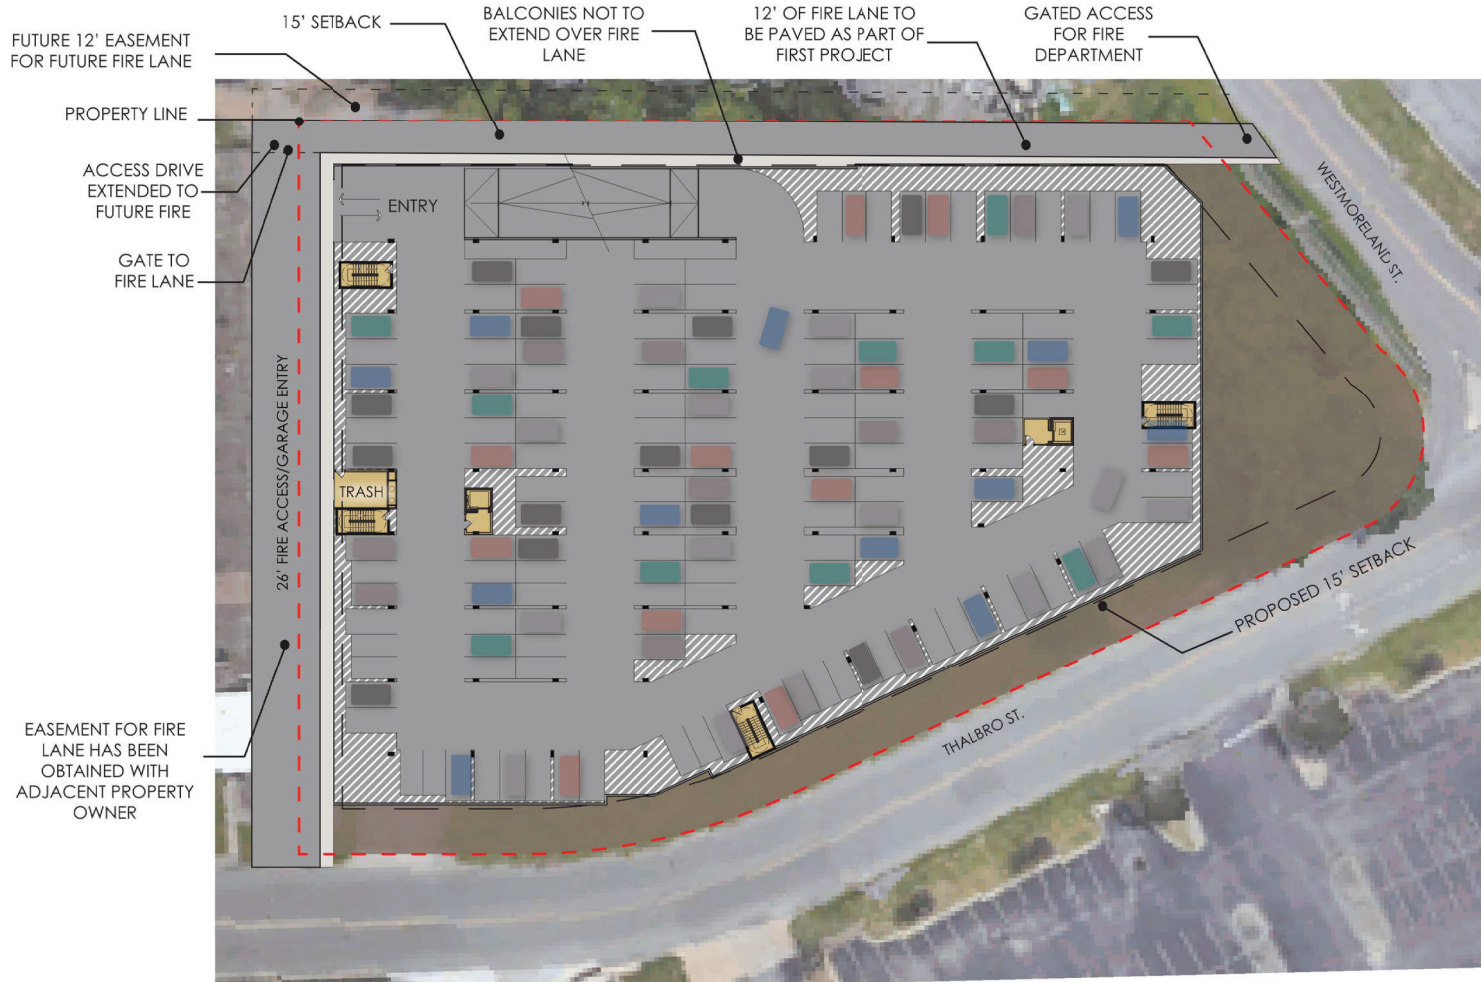 FUTURE 12’ EASEMENT
FOR FUTURE FIRE LANE
15’ SETBACK
BALCONIES NOT TO
EXTEND OVER FIRE
LANE
12’ OF FIRE LANE TO
BE PAVED AS PART OF
FIRST PROJECT
GATED ACCESS
FOR FIRE
DEPARTMENT
PROPERTY LINE
ACCESS DRIVE
EXTENDED TO
FUTURE FIRE
GATE TO
FIRE LANE
ENTRY
WESTMORELAND ST.
26’ FIRE ACCESS/GARAGE ENTRY
TRASH
PROPOSED 15’ SETBACK
THALBRO ST.
EASEMENT FOR FIRE
LANE HAS BEEN
OBTAINED WITH
ADJACENT PROPERTY
OWNER